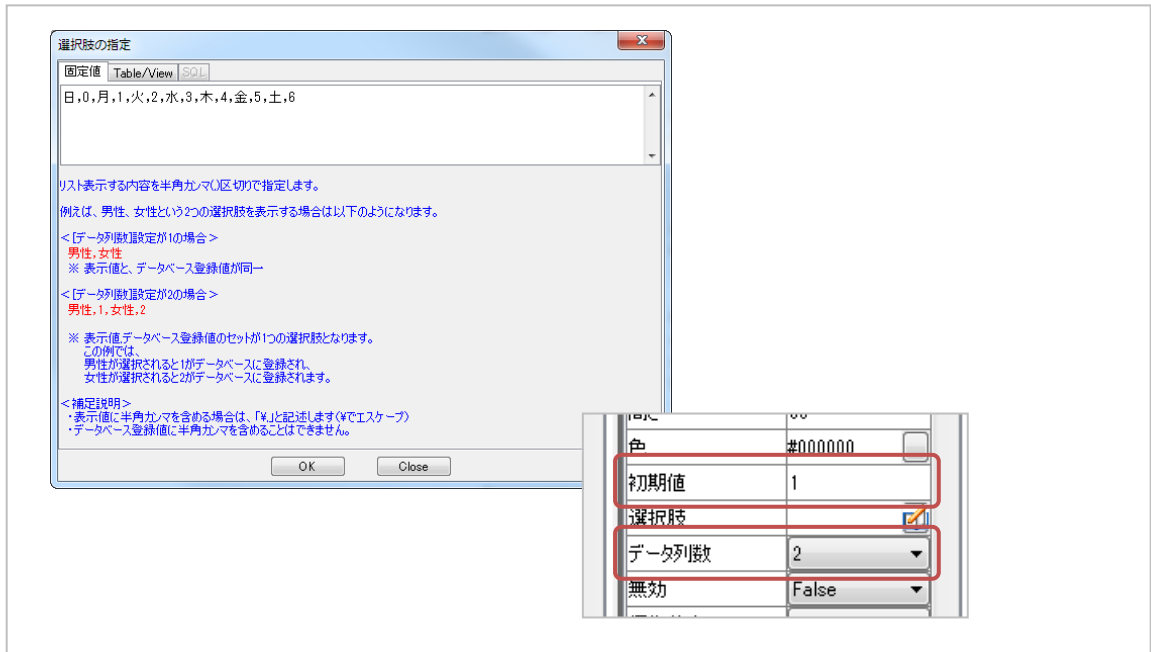 選択肢の指定
固定値 Table/View SQL
日,0,月,1,火,2,水,3,木,4,金,5,土,6
リスト表示する内容を半角カンマ(,)区切りで指定します。
例えば、男性、女性という2つの選択肢を表示する場合は以下のようになります。
<[データ列数]設定が1の場合>
男性,女性
※ 表示値と、データベース登録値が同一
<[データ列数]設定が2の場合>
男性,1,女性,2
※ 表示値,データベース登録値のセットが1つの選択肢となります。
この例では、
男性が選択されると1がデータベースに登録され、
女性が選択されると2がデータベースに登録されます。
<補足説明>
・表示値に半角カンマを含める場合は、「¥,」と記述します(¥でエスケープ)
・データベース登録値に半角カンマを含めることはできません。
OK Close
色 #000000
初期値 1
選択肢
データ列数 2
無効 False